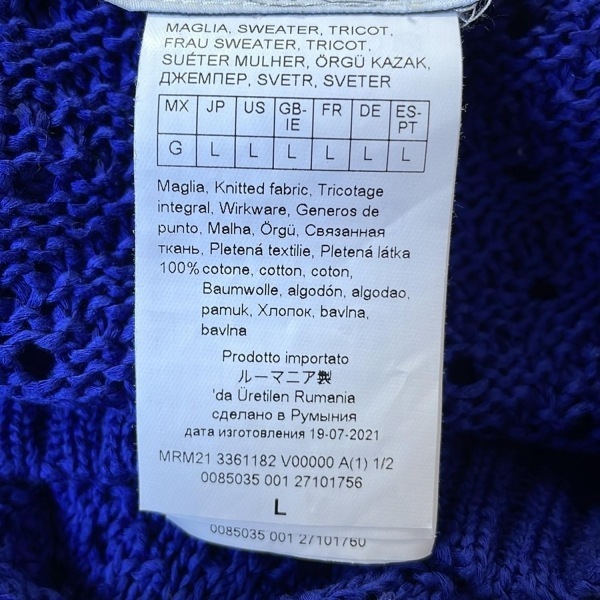 MAGLIA, SWEATER, TRICOT,
FRAU SWEATER, TRICOT,
SUÉTER MULHER, ÖRGÜ KAZAK,
ДЖЕМПЕР, SVETR, SVETER
MX JP US GB-IE FR DE ES-PT
G L L L L L L
Maglia, Knitted fabric, Tricotage
integral, Wirkware, Generos de
punto, Malha, Örgü, Связанная
ткань, Pletená textilie, Pletená látka
100% cotone, cotton, coton,
Baumwolle, algodón, algodao,
pamuk, Хлопок, bavlna,
bavlna
Prodotto importato
ルーマニア製
'da Üretilen Rumania
сделано в Румыния
дата изготовления 19-07-2021
MRM21 3361182 V00000 A(1) 1/2
0085035 001 27101756
L
0085035 001 27101760